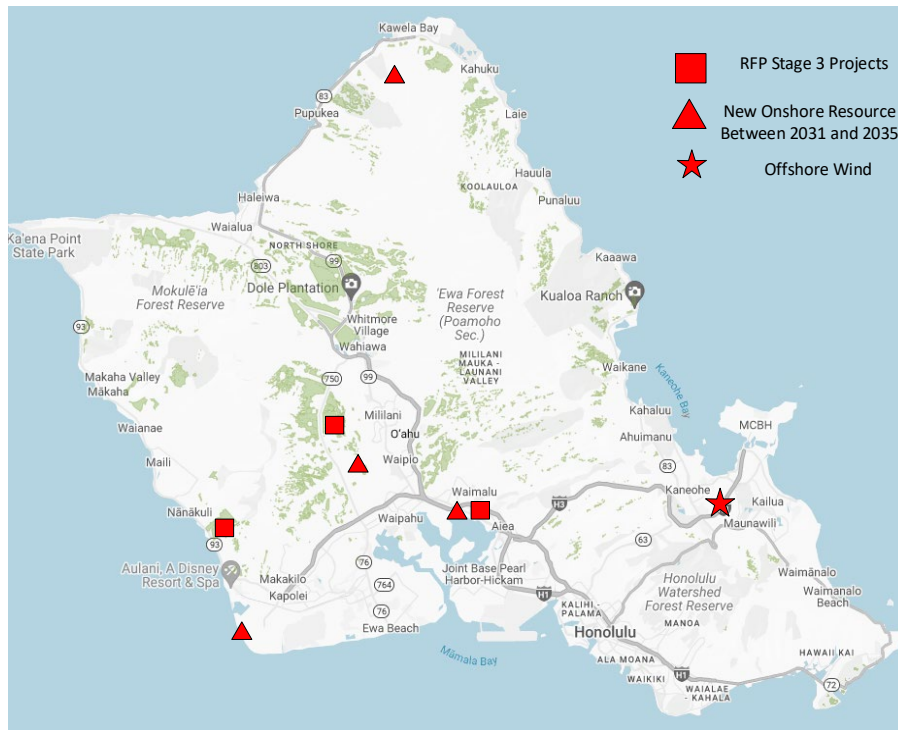 Kawela Bay
Kahuku
83
Pupukea
Laie
RFP Stage 3 Projects
New Onshore Resource
Between 2031 and 2035
Offshore Wind
Hauula
KOOLAULOA
Punaluu
Haleiwa
Waialua
Ka'ena Point
State Park
NORTH SHORE
99
803
Dole Plantation
Mokulē'ia
Forest Reserve
Kaaawa
'Ewa Forest
Reserve
(Poamoho
Sec.)
Kualoa Ranch
Whitmore
Village
Wahiawa
93
MILILANI
MAUKA -
LAUNANI
VALLEY
Waikane
Kaneohe Bay
750
99
Makaha Valley
Mākaha
Mililani
Kahaluu
MCBH
Waianae
O'ahu
Ahuimanu
Waipio
Maili
83
Kaneohe
Kailua
Waimalu
H3
Nānākuli
93
Waipahu
Aiea
63
Maunawili
Aulani, A Disney
Resort & Spa
76
Joint Base Pearl
Harbor-Hickam
Waimānalo
Makakilo
Kapolei
764
76
H1
Honolulu
Watershed
Forest Reserve
Waimanalo
Beach
KALIHI -
PALAMA
Ewa Beach
MANOA
Honolulu
Māmala Bay
ALA MOANA
HAWAII KAI
WAIKIKI
H1
WAIALAE
- KAHALA
72